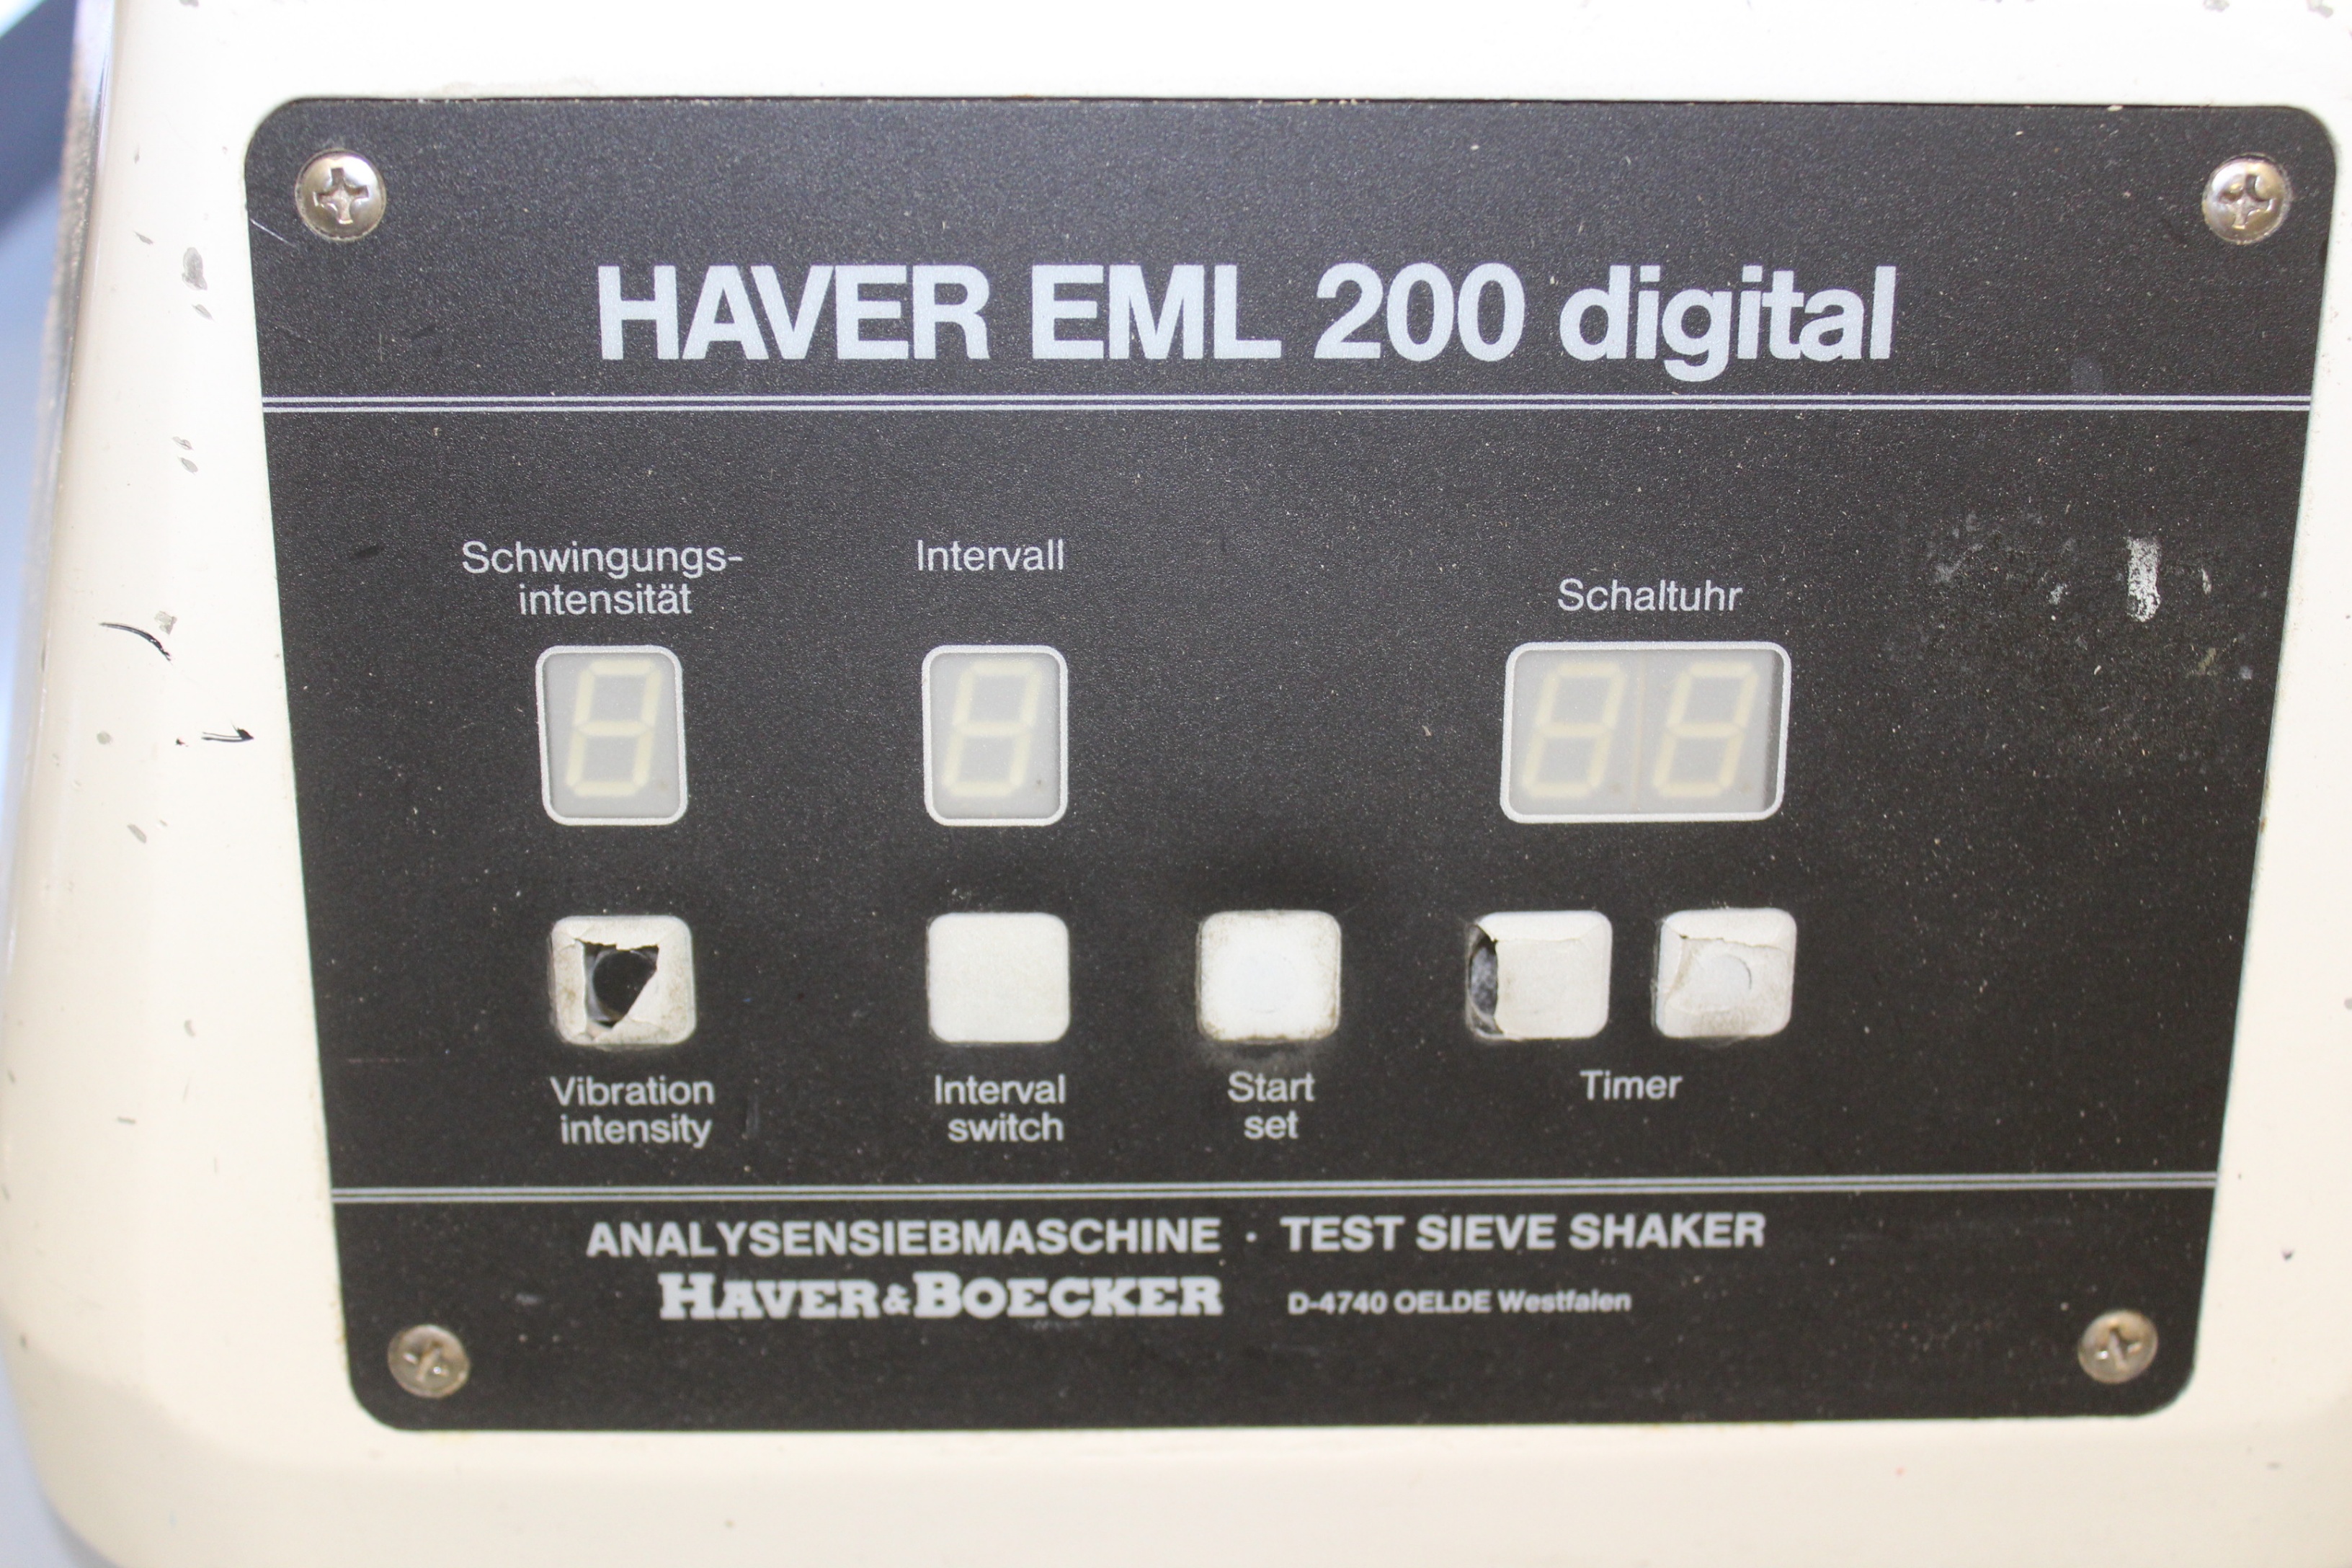 HAVER EML 200 digital
Schwingungs-
intensität
Intervall
Schaltuhr
Vibration
intensity
Interval
switch
Start
set
Timer
ANALYSENSIEBMASCHINE · TEST SIEVE SHAKER
HAVER&BOECKER D-4740 OELDE Westfalen